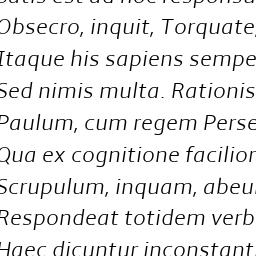 Satis est ad hoc responsu
Obsecro, inquit, Torquate,
Itaque his sapiens sempe
Sed nimis multa. Rationis
Paulum, cum regem Perse
Qua ex cognitione facilior
Scrupulum, inquam, abeu
Respondeat totidem verb
Haec dicuntur inconstant